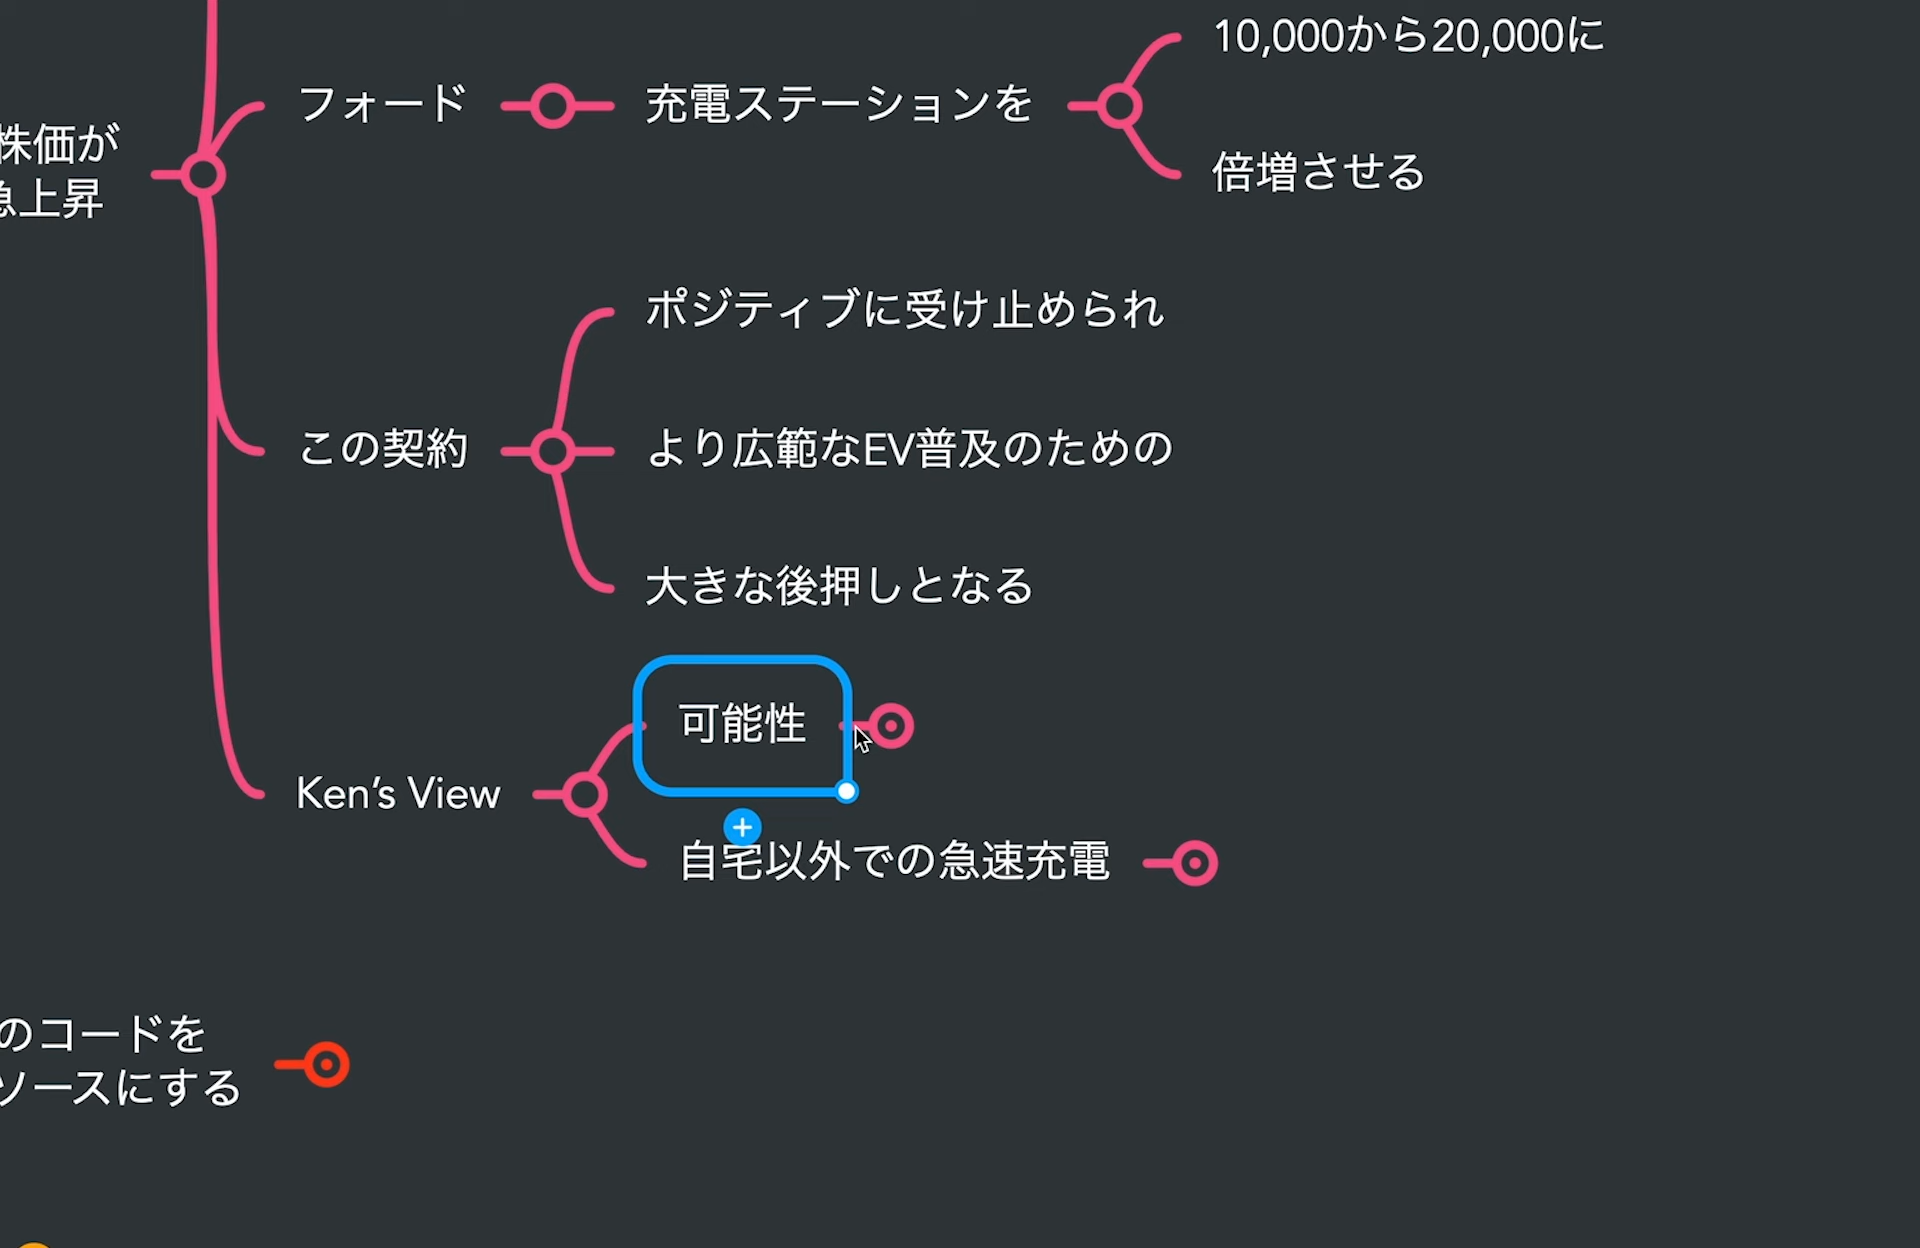 10,000から20,000に
フォード
充電ステーションを
株価が
急上昇
倍増させる
ポジティブに受け止められ
この契約
より広範なEV普及のための
大きな後押しとなる
可能性
Ken's View
自宅以外での急速充電
のコードを
ソースにする